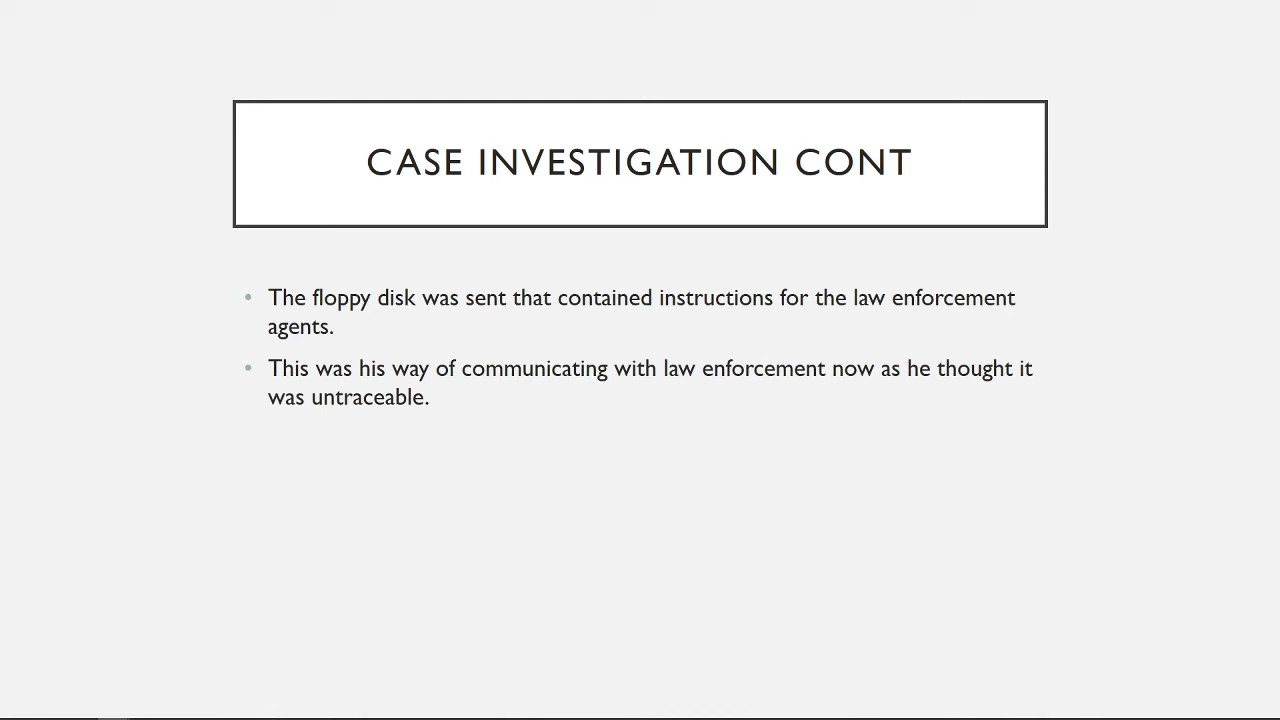 CASE INVESTIGATION CONT
• The floppy disk was sent that contained instructions for the law enforcement
agents.
• This was his way of communicating with law enforcement now as he thought it
was untraceable.